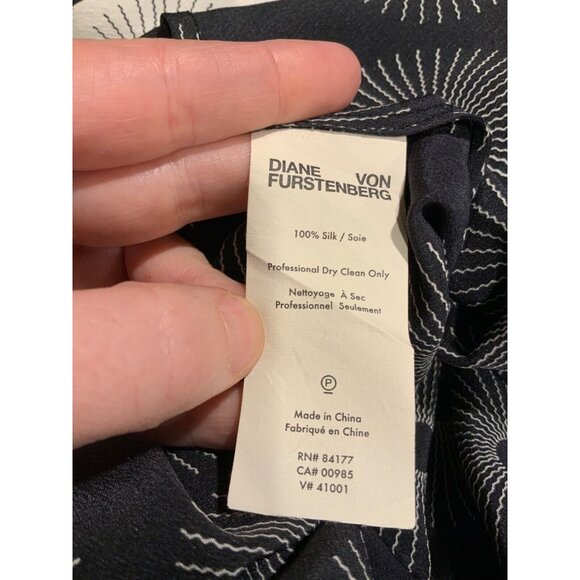 DIANE VON
FURSTENBERG
100% Silk / Soie
Professional Dry Clean Only
Nettoyage À Sec
Professionnel Seulement
P
Made in China
Fabriqué en Chine
RN# 84177
CA# 00985
V# 41001